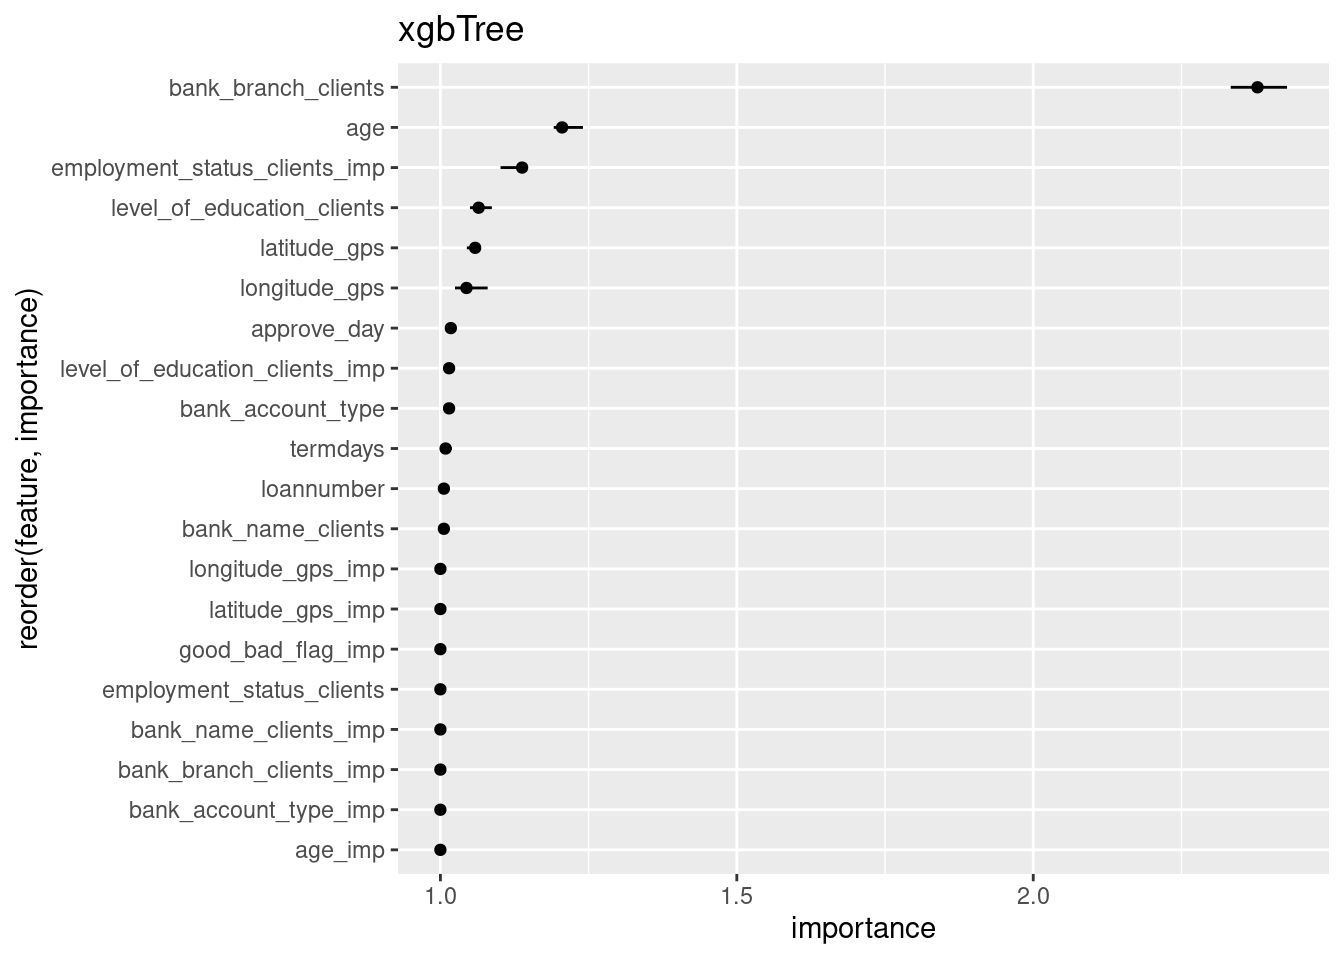 xgbTree
bank_branch_clients
age
employment_status_clients_imp
level_of_education_clients
latitude_gps
longitude_gps
approve_day
level_of_education_clients_imp
bank_account_type
termdays
loannumber
bank_name_clients
longitude_gps_imp
latitude_gps_imp
good_bad_flag_imp
employment_status_clients
bank_name_clients_imp
bank_branch_clients_imp
bank_account_type_imp
age_imp
reorder(feature, importance)
1.0 1.5 2.0
importance